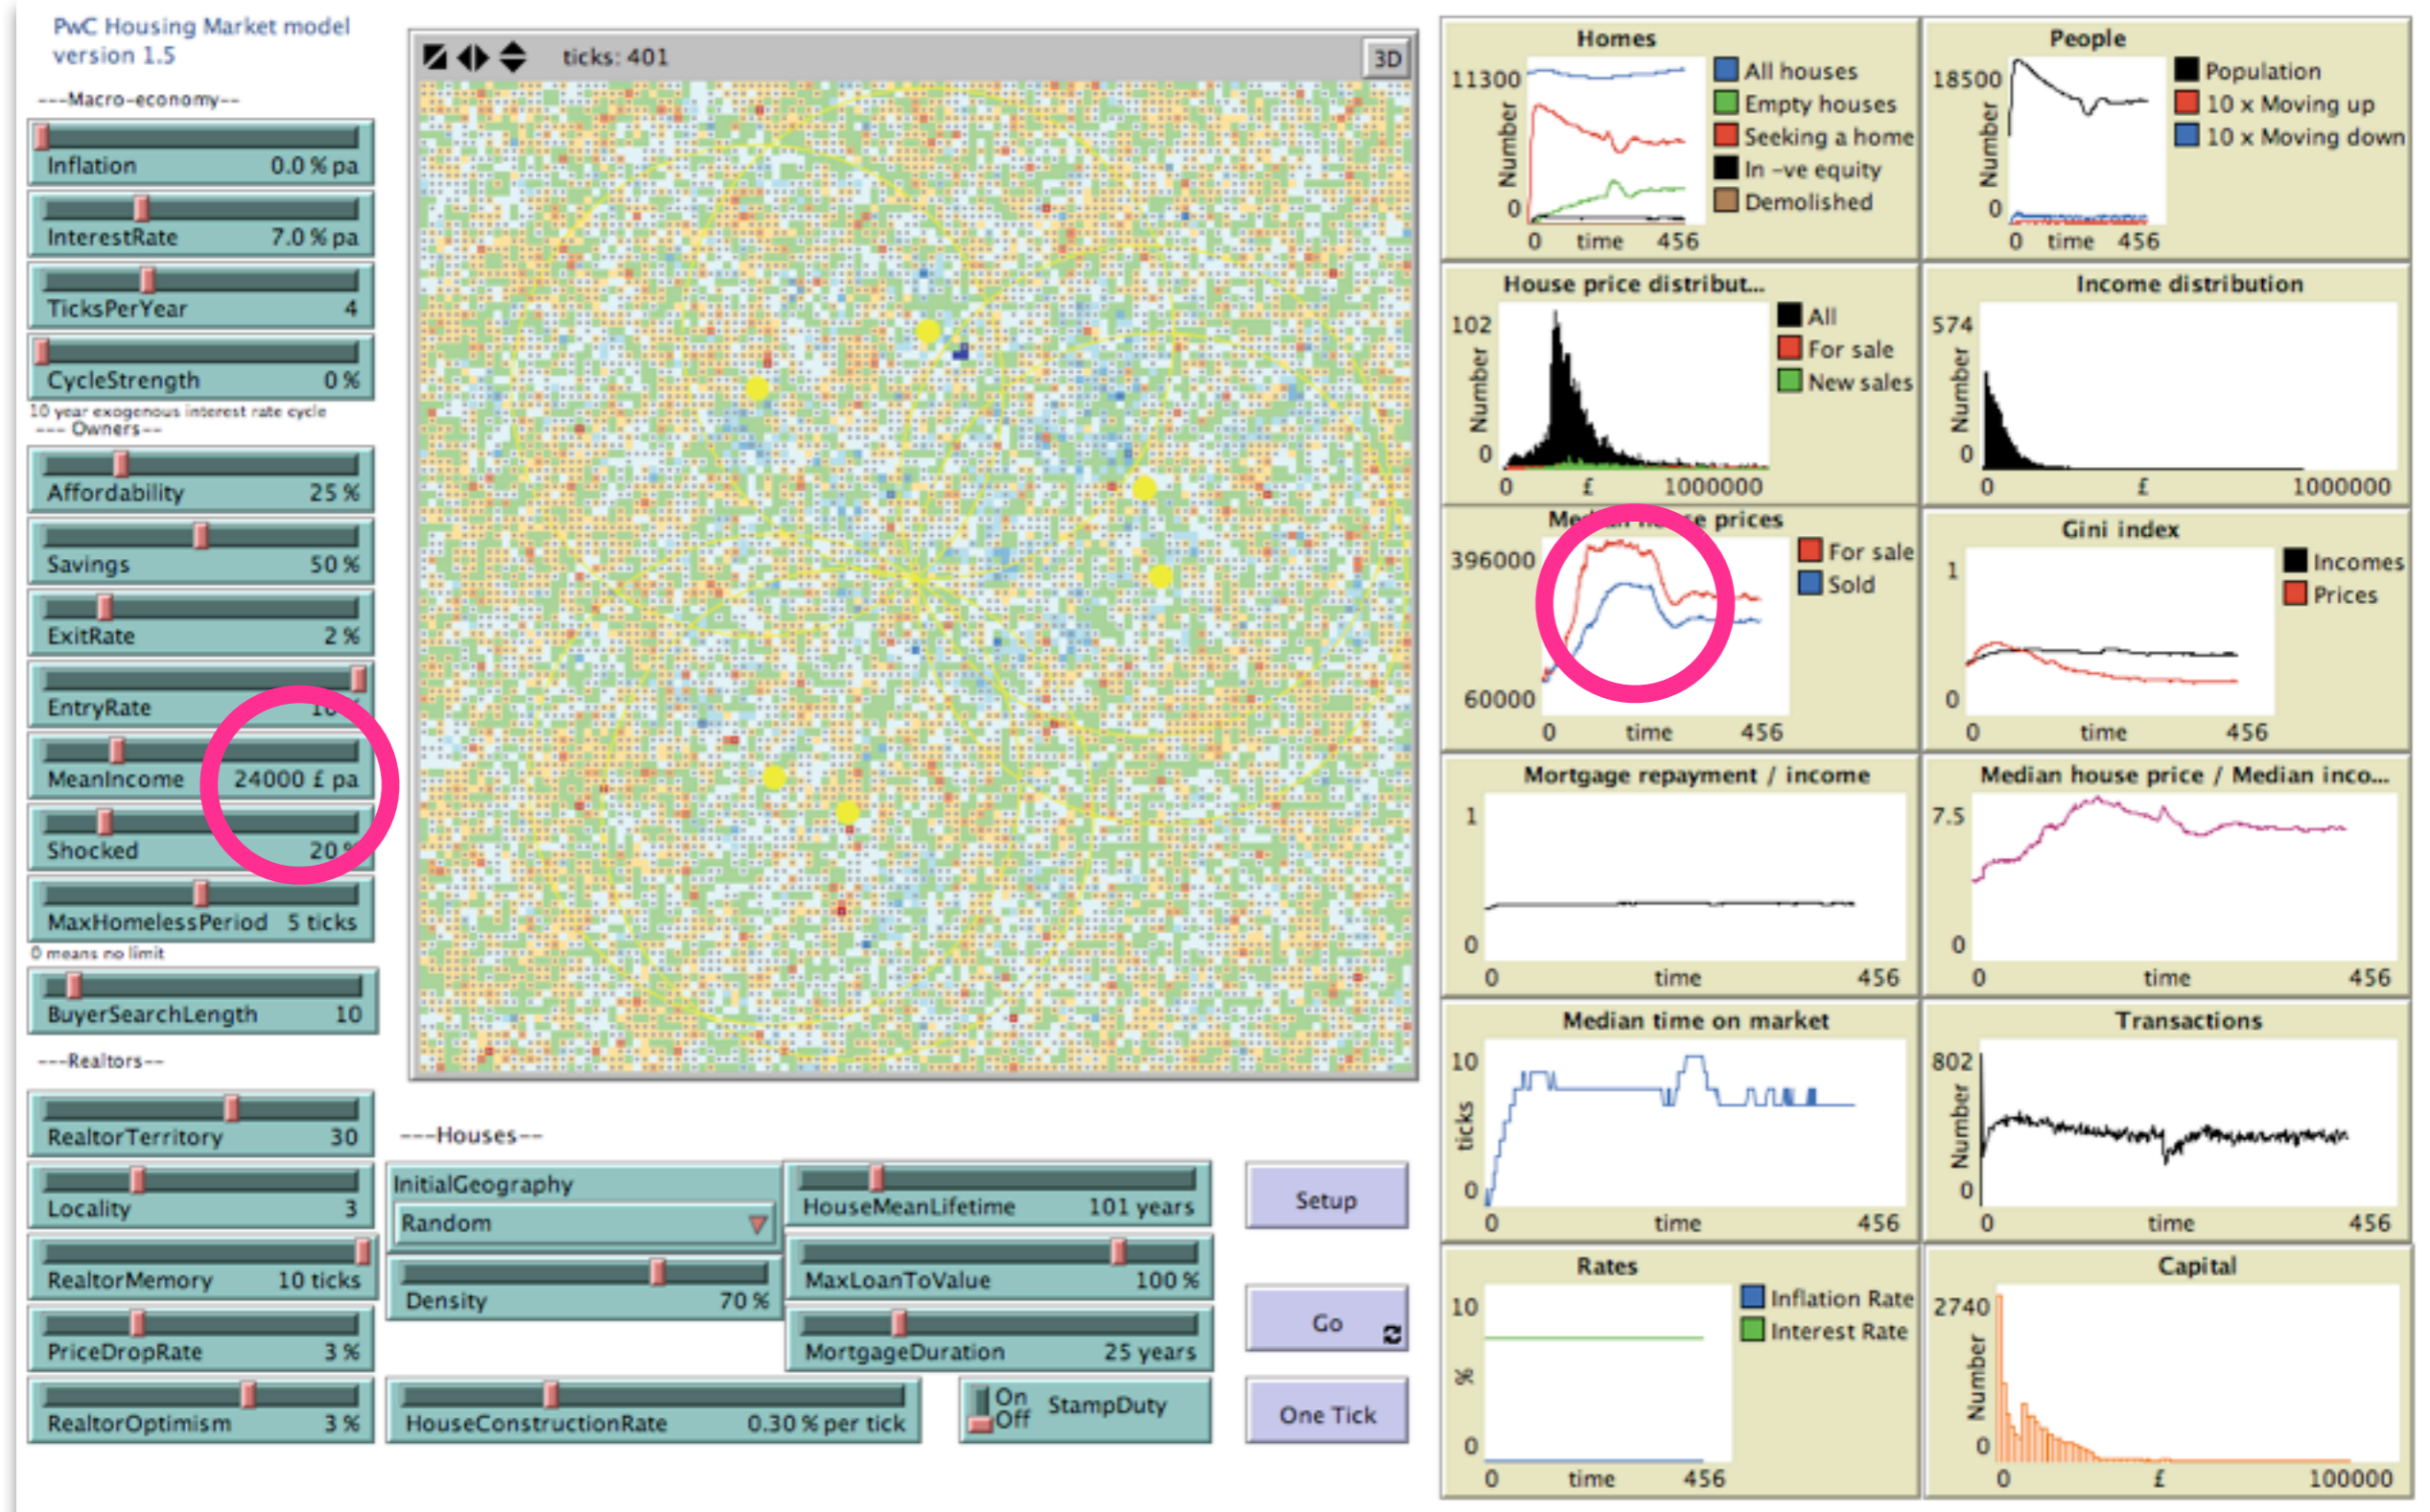 PwC Housing Market model
version 1.5
---Macro-economy--
Inflation 0.0 % pa
InterestRate 7.0 % pa
TicksPerYear 4
CycleStrength 0 %
10 year exogenous interest rate cycle
--- Owners--
Affordability 25 %
Savings 50 %
ExitRate 2 %
EntryRate
MeanIncome 24000 £ pa
Shocked 20 %
MaxHomelessPeriod 5 ticks
0 means no limit
BuyerSearchLength 10
---Realtors--
RealtorTerritory 30
Locality 3
RealtorMemory 10 ticks
PriceDropRate 3 %
RealtorOptimism 3 %
ticks: 401
3D
---Houses--
InitialGeography
Random
Density 70 %
HouseConstructionRate 0.30 % per tick
HouseMeanLifetime 101 years
MaxLoanToValue 100 %
MortgageDuration 25 years
On
Off
StampDuty
Setup
Go
One Tick
Homes
11300
Number
0
0 time 456
All houses
Empty houses
Seeking a home
In -ve equity
Demolished
People
18500
Number
0
0 time 456
Population
10 x Moving up
10 x Moving down
House price distribut...
102
Number
0
0 £ 1000000
All
For sale
New sales
Income distribution
574
Number
0
0 £ 1000000
Median house prices
396000
60000
0 time 456
For sale
Sold
Gini index
1
0
0 time 456
Incomes
Prices
Mortgage repayment / income
1
0
0 time 456
Median house price / Median inco...
7.5
0
0 time 456
Median time on market
10
ticks
0
0 time 456
Transactions
802
Number
0
0 time 456
Rates
10
%
0
0 time 456
Inflation Rate
Interest Rate
Capital
2740
Number
0
0 £ 100000